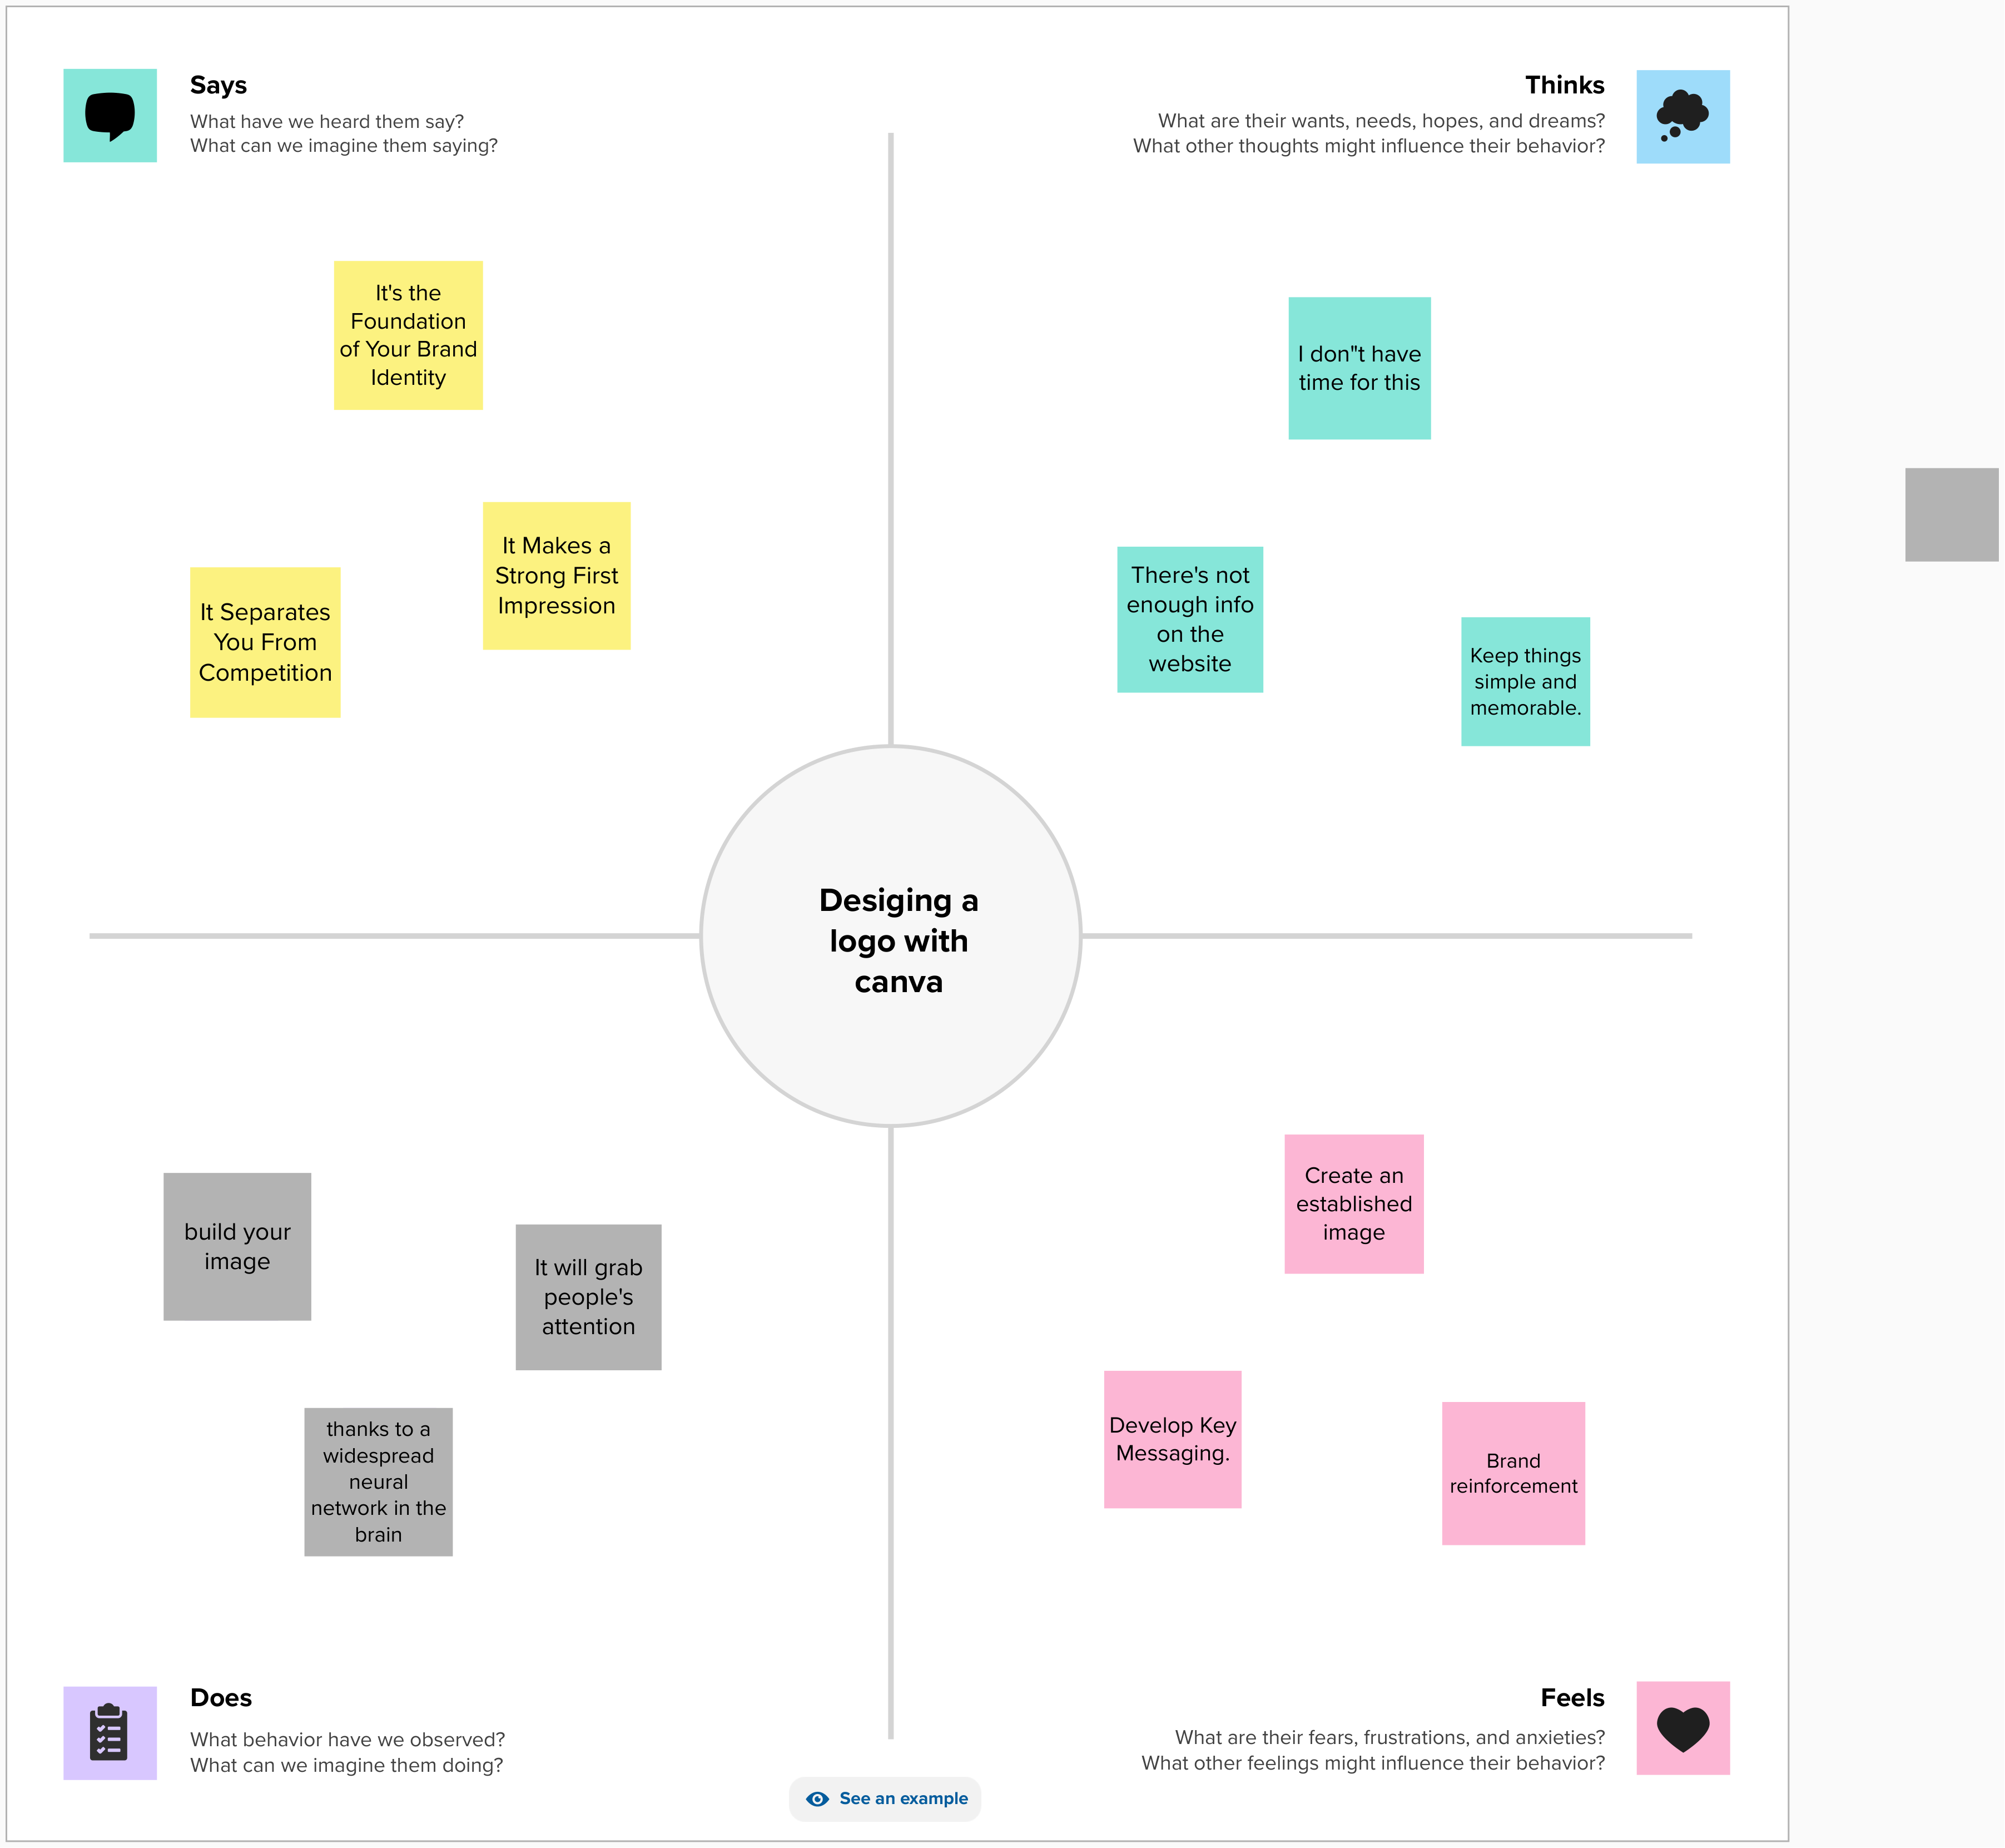 Says
What have we heard them say?
What can we imagine them saying?
Thinks
What are their wants, needs, hopes, and dreams?
What other thoughts might influence their behavior?
It's the
Foundation
of Your Brand
Identity
It Makes a
Strong First
Impression
It Separates
You From
Competition
I don"t have
time for this
There's not
enough info
on the
website
Keep things
simple and
memorable.
Desiging a
logo with
canva
build your
image
It will grab
people's
attention
thanks to a
widespread
neural
network in the
brain
Create an
established
image
Develop Key
Messaging.
Brand
reinforcement
Does
What behavior have we observed?
What can we imagine them doing?
Feels
What are their fears, frustrations, and anxieties?
What other feelings might influence their behavior?
See an example